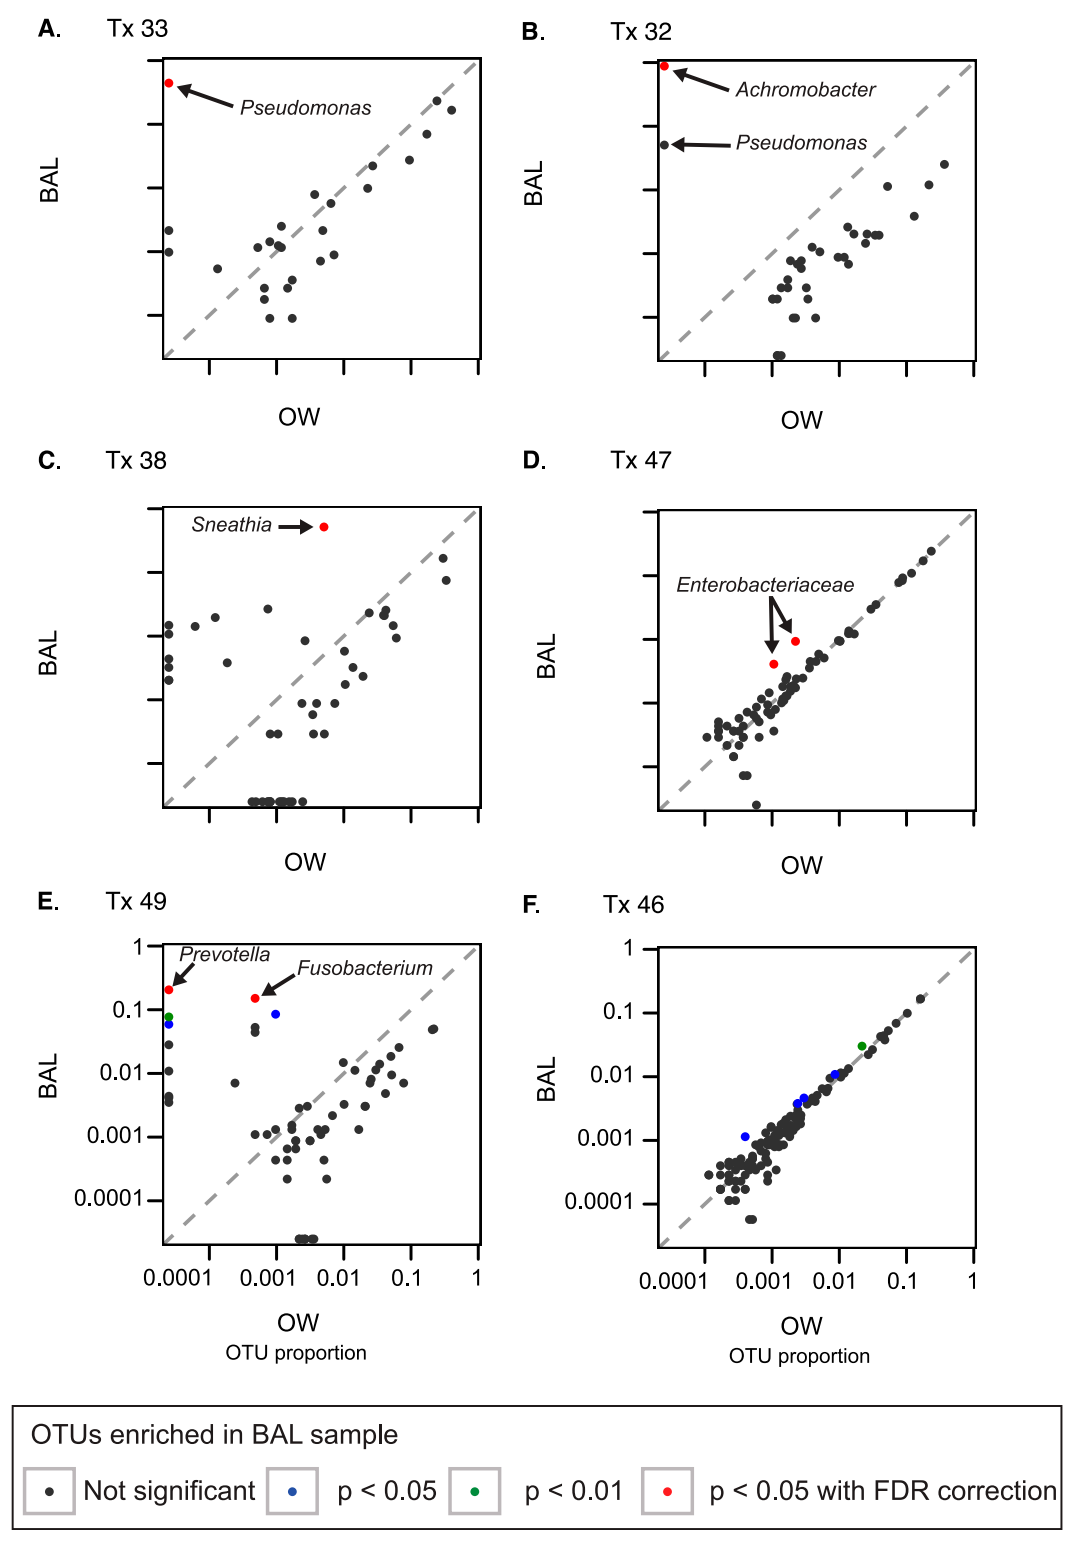 A. Tx 33
Pseudomonas
BAL
OW
B. Tx 32
Achromobacter
Pseudomonas
BAL
OW
C. Tx 38
Sneathia
BAL
OW
D. Tx 47
Enterobacteriaceae
BAL
OW
E. Tx 49
Prevotella
Fusobacterium
1
0.1
0.01
0.001
0.0001
BAL
0.0001 0.001 0.01 0.1 1
OW
OTU proportion
F. Tx 46
1
0.1
0.01
0.001
0.0001
BAL
0.0001 0.001 0.01 0.1 1
OW
OTU proportion
OTUs enriched in BAL sample
Not significant p < 0.05 p < 0.01 p < 0.05 with FDR correction